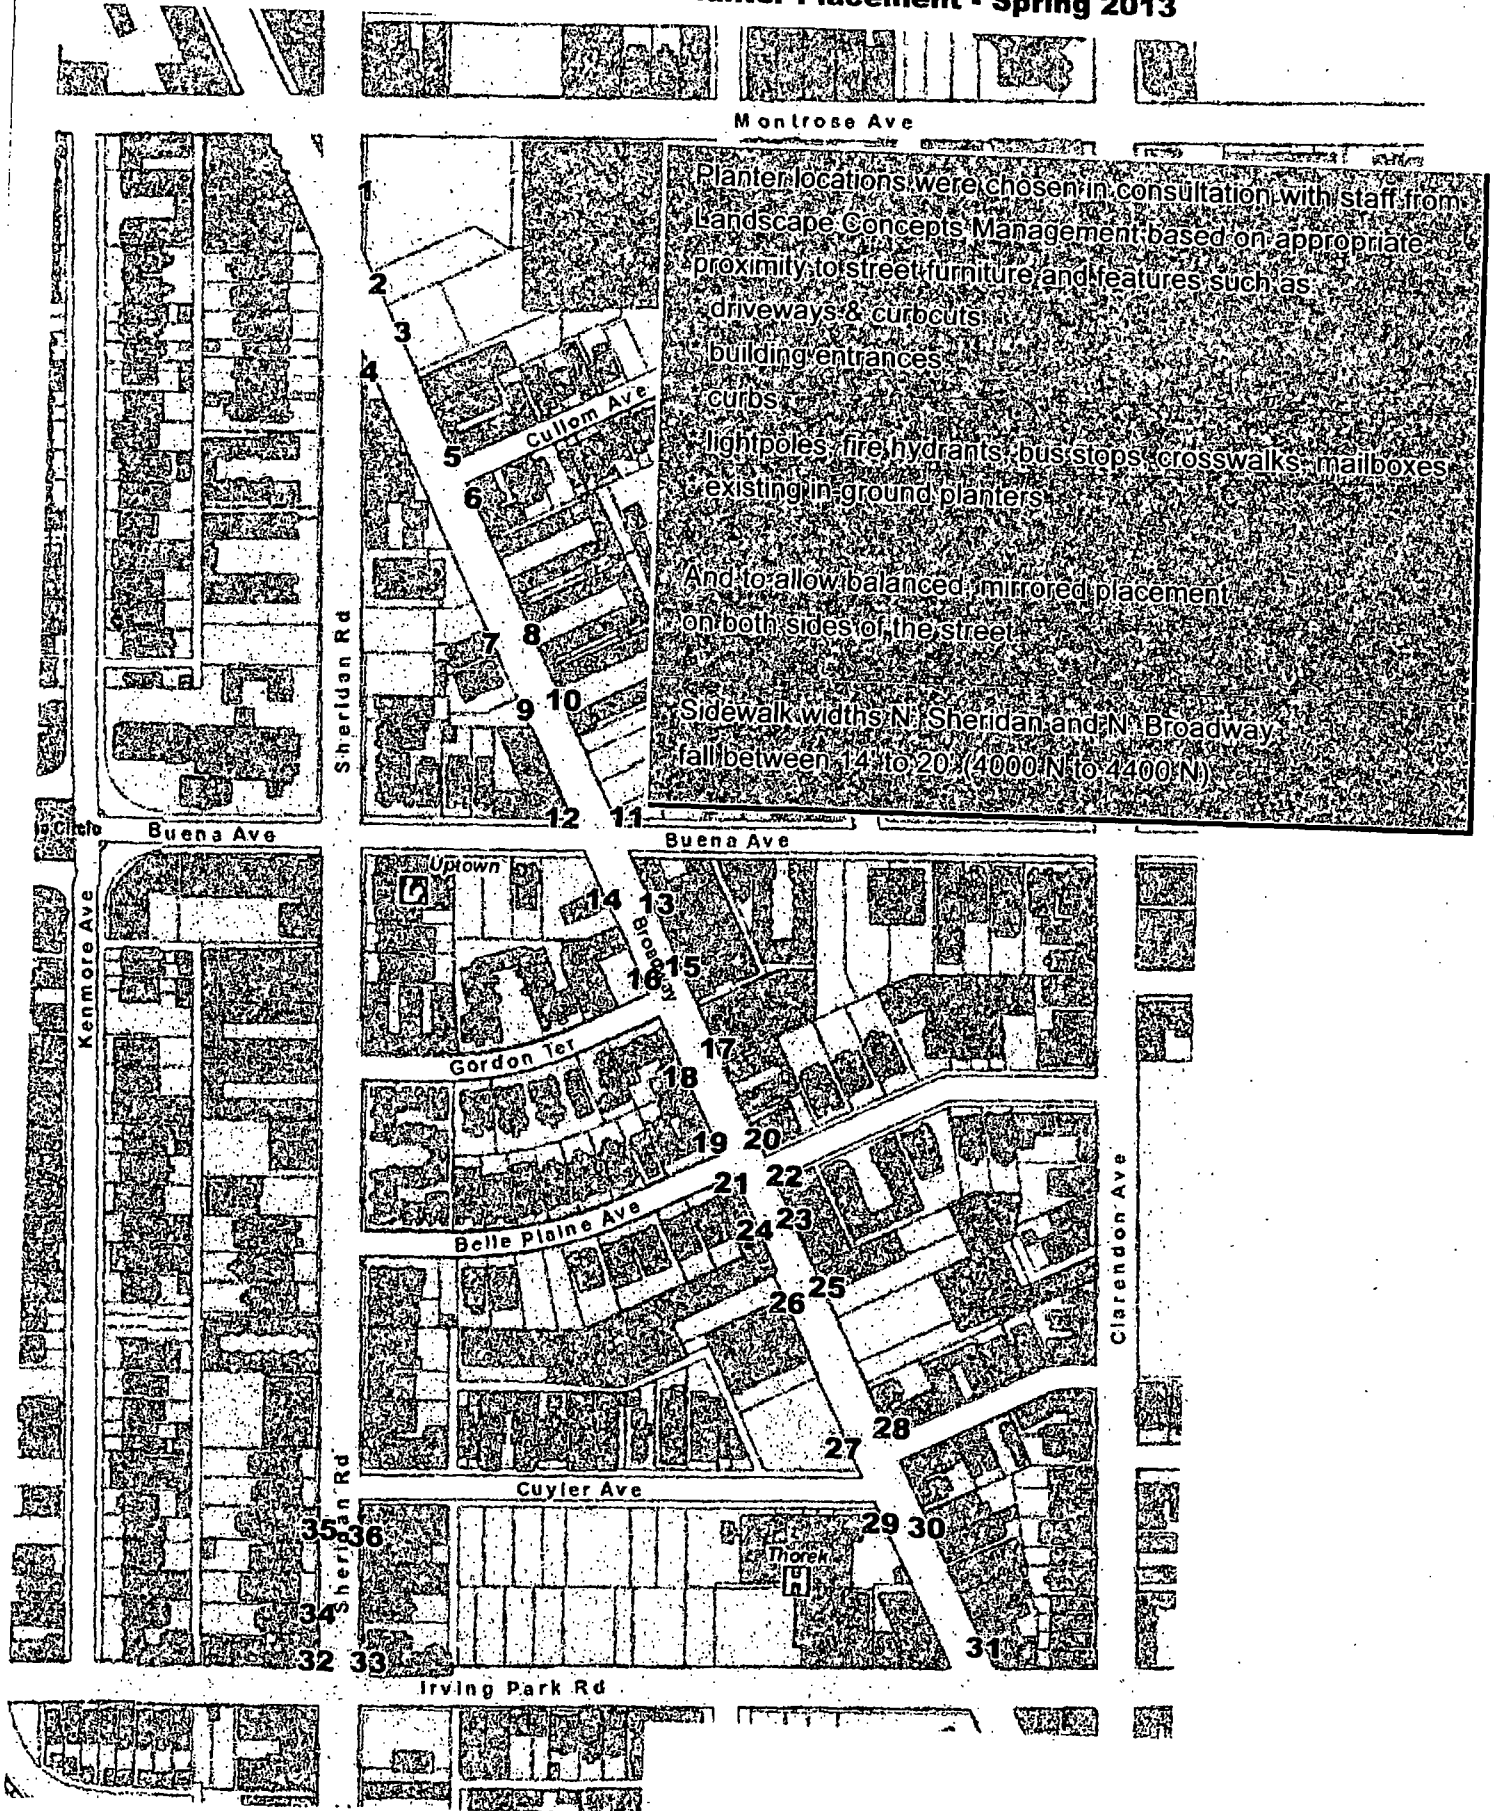 Placement - Spring 2013
Montrose Ave
1
Planter locations were chosen in consultation with staff from
Landscape Concepts Management based on appropriate
proximity to street furniture and features such as
driveways & curbcuts
building entrances
curbs
lightpoles, fire hydrants, bus stops, crosswalks, mailboxes
existing in-ground planters
And to allow balanced, mirrored placement
on both sides of the street
Sidewalk widths N. Sheridan and N. Broadway
fall between 14' to 20' (4000 N to 4400 N)
2
3
4
Cullom Ave
5
6
Sheridan Rd
7
8
9
10
12
11
Buena Ave
Buena Ave
Uptown
Kenmore Ave
14
13
Broadway
15
16
Gordon Ter
17
18
19
20
21
22
Belle Plaine Ave
23
24
Clarendon Ave
25
26
28
27
Sheridan Rd
Cuyler Ave
35
36
29
30
Thorek
H
34
31
32
33
Irving Park Rd